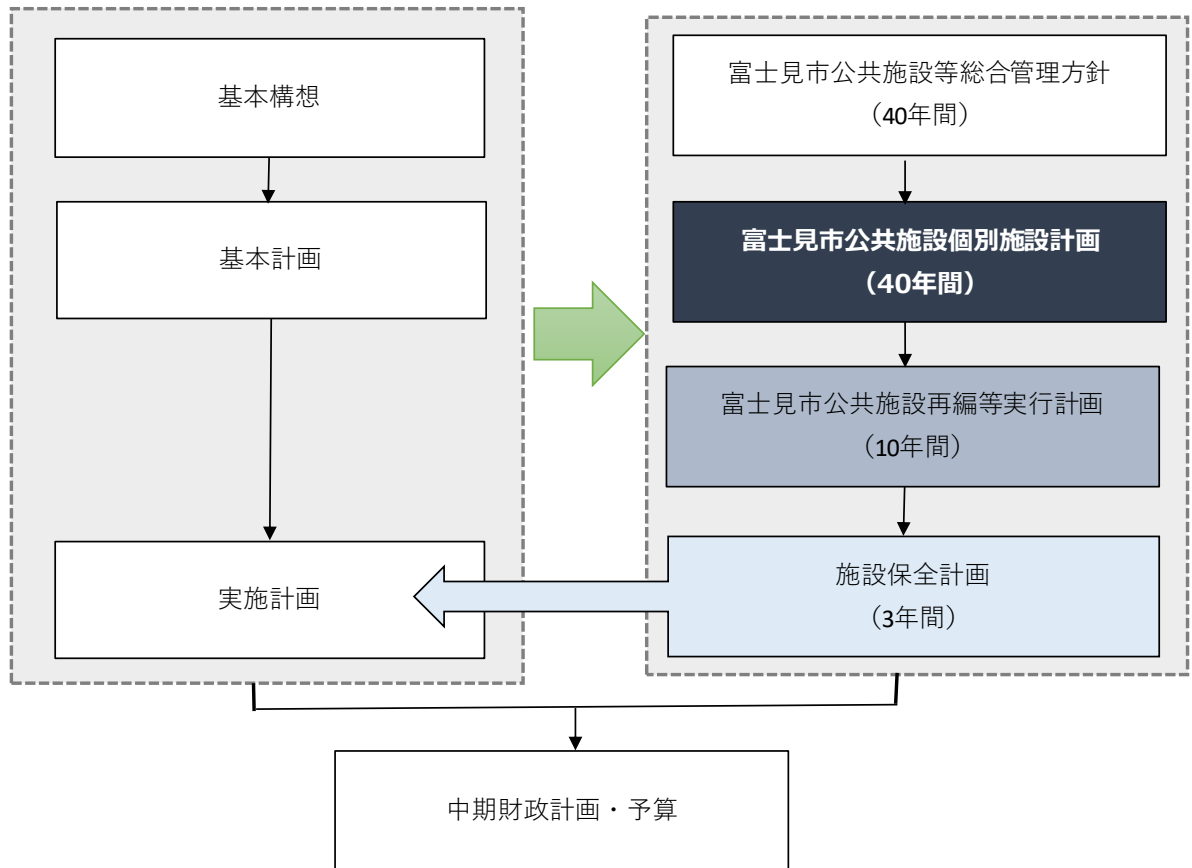 基本構想
基本計画
実施計画
富士見市公共施設等総合管理方針
（40年間）
富士見市公共施設個別施設計画
（40年間）
富士見市公共施設再編等実行計画
（10年間）
施設保全計画
（3年間）
中期財政計画・予算